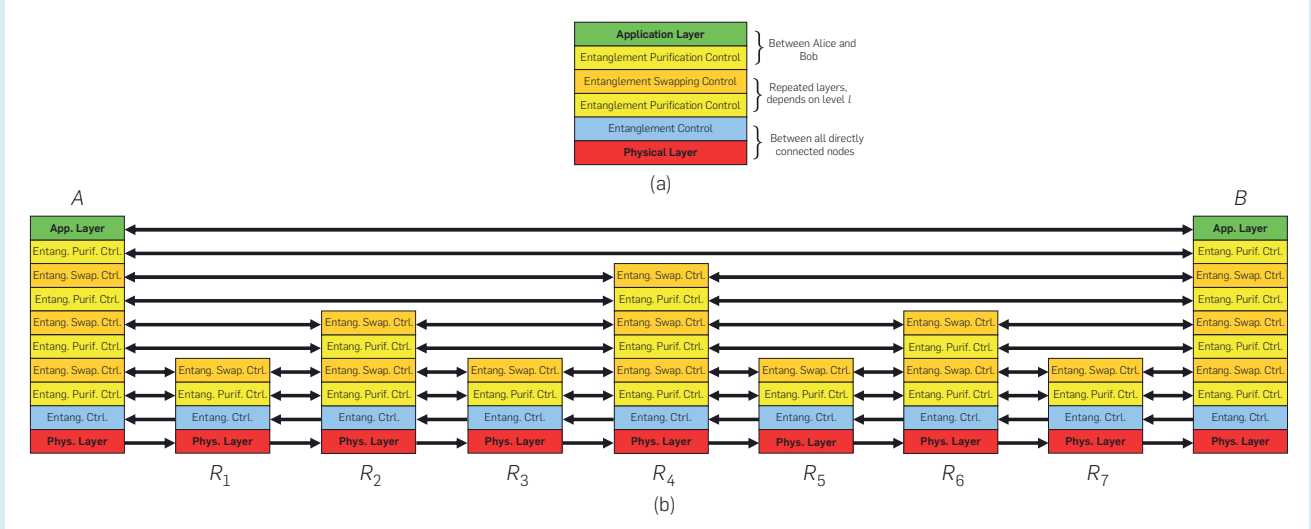 Application Layer
Entanglement Purification Control
Entanglement Swapping Control
Entanglement Purification Control
Entanglement Control
Physical Layer
Between Alice and
Bob
Repeated layers,
depends on level l
Between all directly
connected nodes
(a)
A
B
App. Layer
App. Layer
Entang. Purif. Ctrl.
Entang. Purif. Ctrl.
Entang. Swap. Ctrl.
Entang. Swap. Ctrl.
Entang. Swap. Ctrl.
Entang. Purif. Ctrl.
Entang. Purif. Ctrl.
Entang. Purif. Ctrl.
Entang. Swap. Ctrl.
Entang. Swap. Ctrl.
Entang. Swap. Ctrl.
Entang. Swap. Ctrl.
Entang. Swap. Ctrl.
Entang. Purif. Ctrl.
Entang. Purif. Ctrl.
Entang. Purif. Ctrl.
Entang. Purif. Ctrl.
Entang. Purif. Ctrl.
Entang. Swap. Ctrl.
Entang. Swap. Ctrl.
Entang. Swap. Ctrl.
Entang. Swap. Ctrl.
Entang. Swap. Ctrl.
Entang. Swap. Ctrl.
Entang. Swap. Ctrl.
Entang. Swap. Ctrl.
Entang. Swap. Ctrl.
Entang. Purif. Ctrl.
Entang. Purif. Ctrl.
Entang. Purif. Ctrl.
Entang. Purif. Ctrl.
Entang. Purif. Ctrl.
Entang. Purif. Ctrl.
Entang. Purif. Ctrl.
Entang. Purif. Ctrl.
Entang. Purif. Ctrl.
Entang. Ctrl.
Entang. Ctrl.
Entang. Ctrl.
Entang. Ctrl.
Entang. Ctrl.
Entang. Ctrl.
Entang. Ctrl.
Entang. Ctrl.
Entang. Ctrl.
Phys. Layer
Phys. Layer
Phys. Layer
Phys. Layer
Phys. Layer
Phys. Layer
Phys. Layer
Phys. Layer
Phys. Layer
R1
R2
R3
R4
R5
R6
R7
(b)